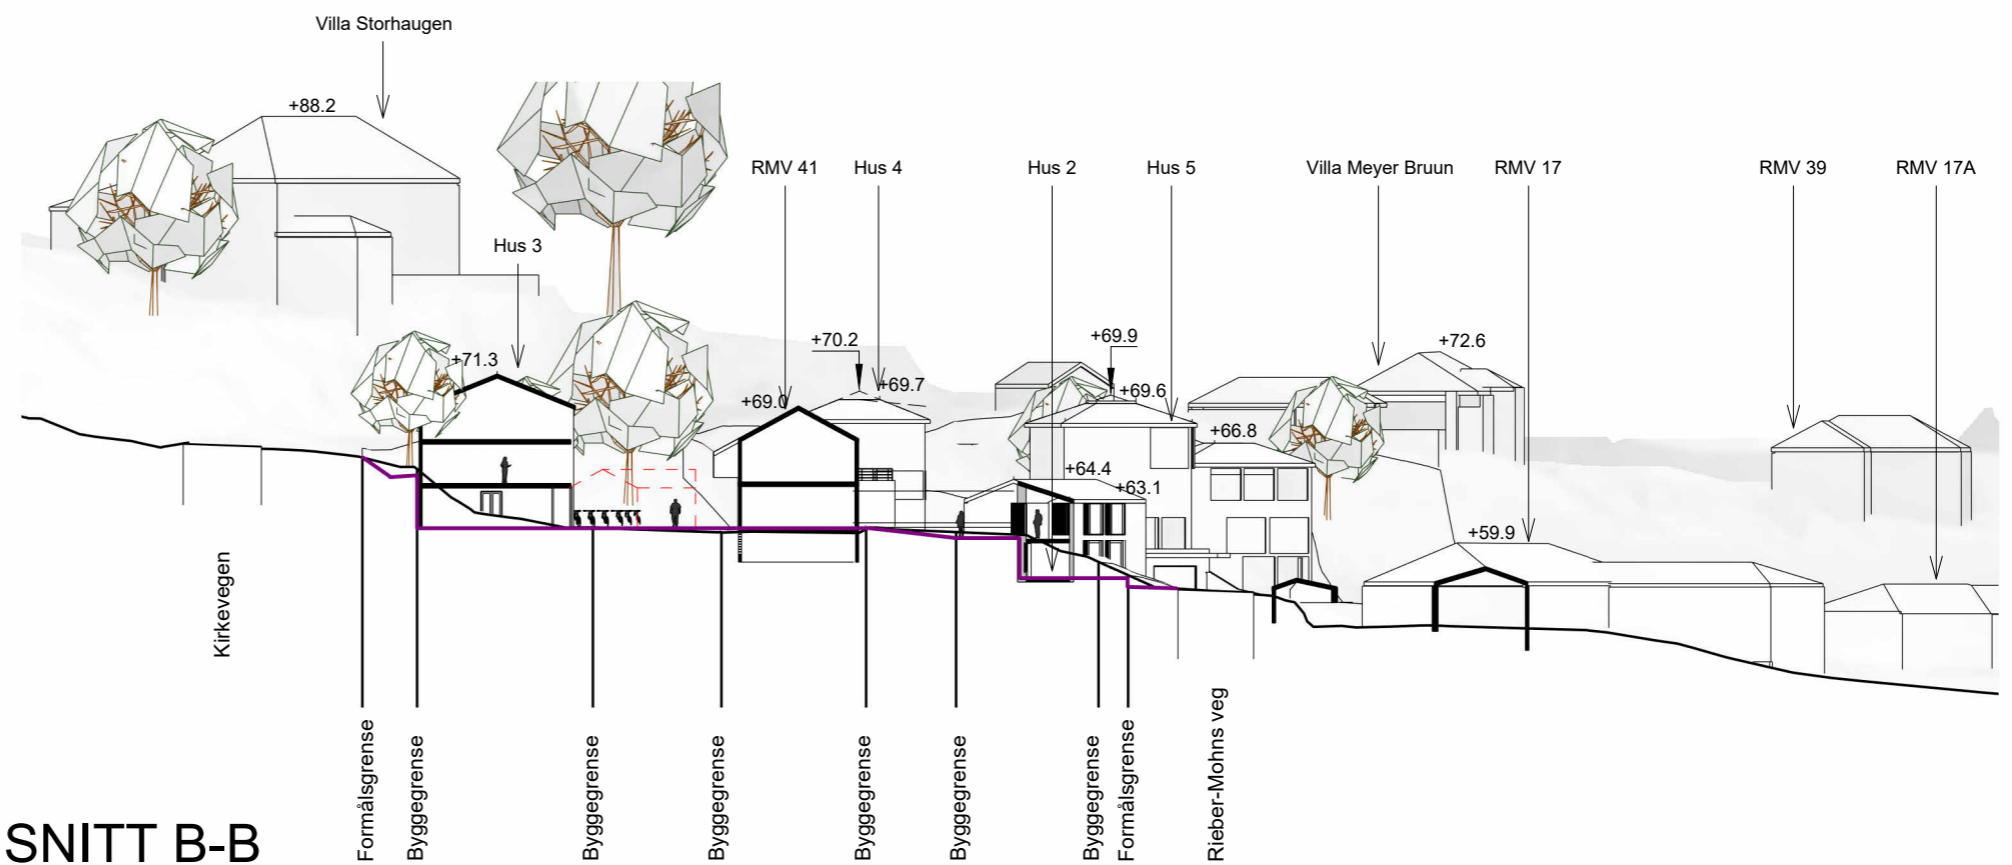 Villa Storhaugen
+88.2
RMV 41
Hus 4
Hus 2
Hus 5
Villa Meyer Bruun
RMV 17
RMV 39
RMV 17A
Hus 3
+71.3
+70.2
+69.7
+69.0
+69.9
+69.6
+72.6
+66.8
+64.4
+63.1
+59.9
Kirkevegen
Formålsgrense
Byggegrense
Byggegrense
Byggegrense
Byggegrense
Byggegrense
Byggegrense
Formålsgrense
Rieber-Mohns veg
SNITT B-B